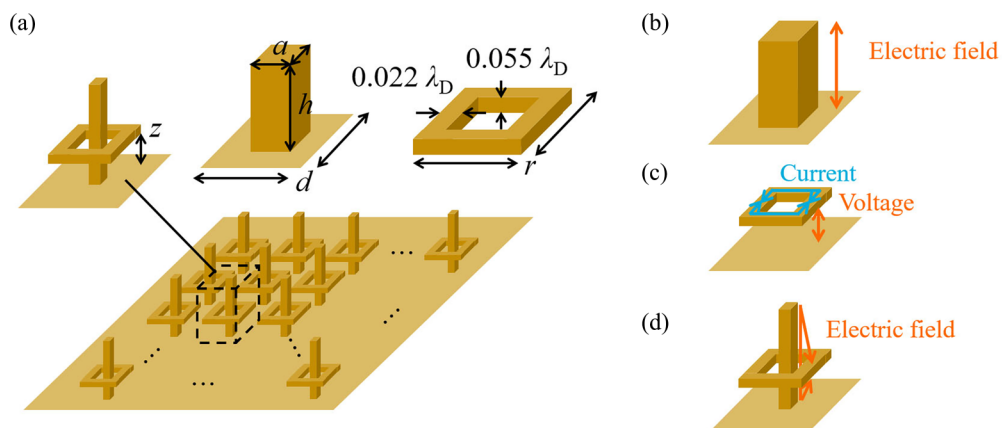 (a)
z
a
h
d
0.022 λD
0.055 λD
r
...
...
...
...
...
(b)
Electric field
(c)
Current
Voltage
(d)
Electric field